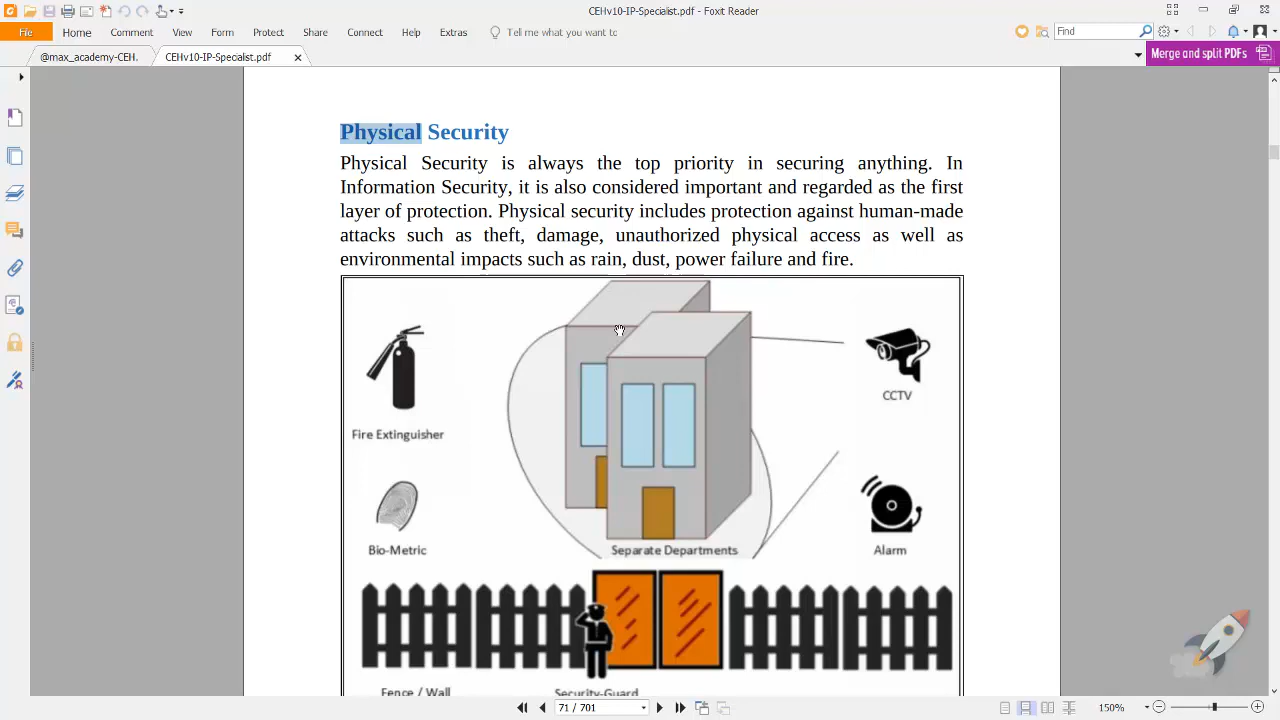 CEHv10-IP-Specialist.pdf - Foxit Reader
File Home Comment View Form Protect Share Connect Help Extras Tell me what you want to Find
@max_academy-CEH. CEHv10-IP-Specialist.pdf Merge and split PDFs
Physical Security
Physical Security is always the top priority in securing anything. In
Information Security, it is also considered important and regarded as the first
layer of protection. Physical security includes protection against human-made
attacks such as theft, damage, unauthorized physical access as well as
environmental impacts such as rain, dust, power failure and fire.
CCTV
Fire Extinguisher
Bio-Metric Separate Departments Alarm
Fence / Wall Security-Guard
71 / 701 150%